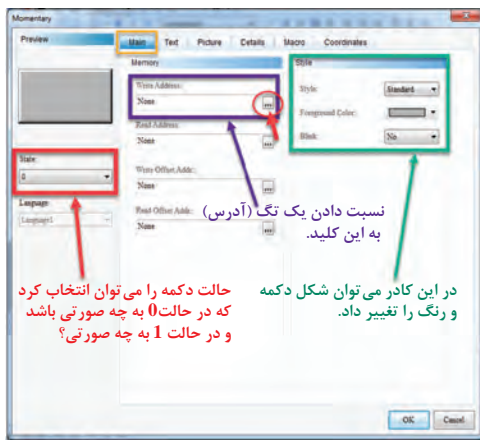 Momentary
Preview
Main Text Picture Details Macro Coordinates
Memory
Style
Write Address:
None
...
Style:
Standard
Foreground Color:
Blink:
No
Read Address:
None
...
State:
0
Write Offset Addr:
None
...
Language:
Language1
Read Offset Addr:
None
...
نسبت دادن یک تگ (آدرس)
به این کلید.
حالت دکمه را می‌توان انتخاب کرد
که در حالت0 به چه صورتی باشد
و در حالت 1 به چه صورتی؟
در این کادر می‌توان شکل دکمه
و رنگ را تغییر داد.
OK Cancel